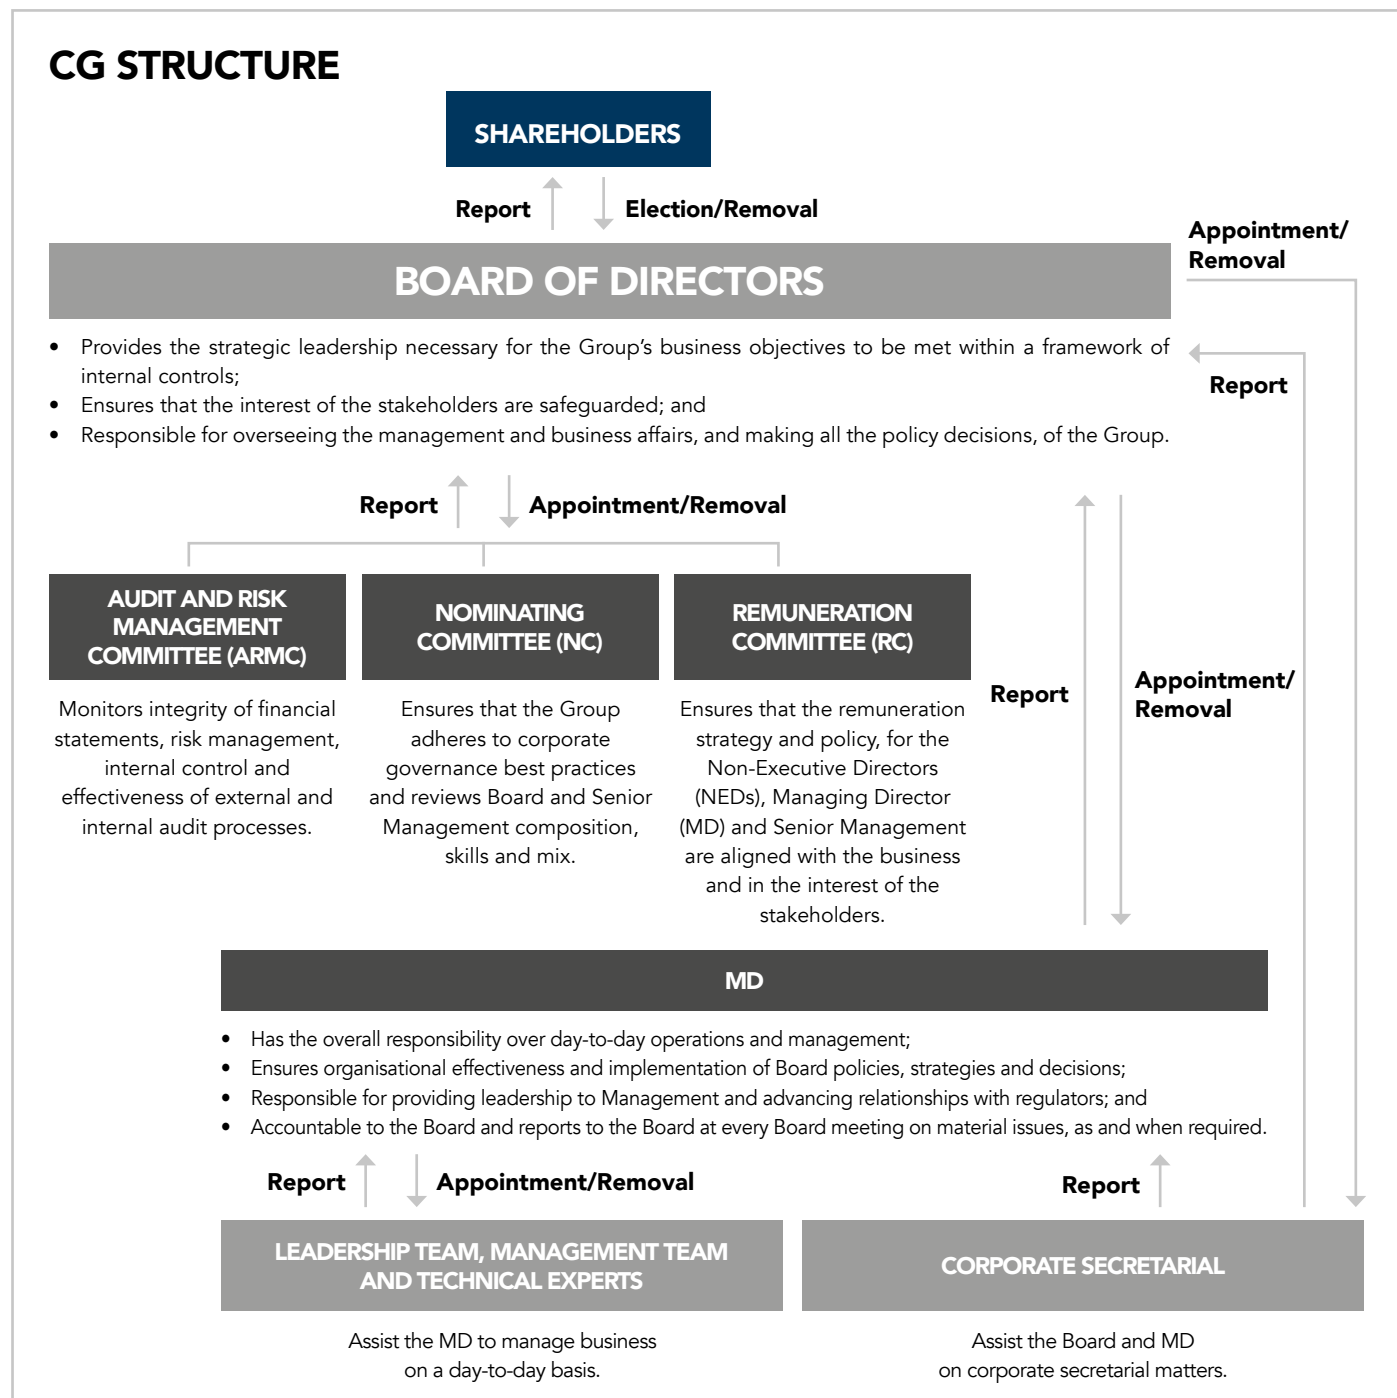 CG STRUCTURE
SHAREHOLDERS
Report
Election/Removal
Appointment/
Removal
BOARD OF DIRECTORS
• Provides the strategic leadership necessary for the Group's business objectives to be met within a framework of
internal controls;
• Ensures that the interest of the stakeholders are safeguarded; and
• Responsible for overseeing the management and business affairs, and making all the policy decisions, of the Group.
Report
Report
Appointment/Removal
AUDIT AND RISK
MANAGEMENT
COMMITTEE (ARMC)
Monitors integrity of financial
statements, risk management,
internal control and
effectiveness of external and
internal audit processes.
NOMINATING
COMMITTEE (NC)
Ensures that the Group
adheres to corporate
governance best practices
and reviews Board and Senior
Management composition,
skills and mix.
REMUNERATION
COMMITTEE (RC)
Ensures that the remuneration
strategy and policy, for the
Non-Executive Directors
(NEDs), Managing Director
(MD) and Senior Management
are aligned with the business
and in the interest of the
stakeholders.
Report
Appointment/
Removal
MD
• Has the overall responsibility over day-to-day operations and management;
• Ensures organisational effectiveness and implementation of Board policies, strategies and decisions;
• Responsible for providing leadership to Management and advancing relationships with regulators; and
• Accountable to the Board and reports to the Board at every Board meeting on material issues, as and when required.
Report
Appointment/Removal
Report
LEADERSHIP TEAM, MANAGEMENT TEAM
AND TECHNICAL EXPERTS
Assist the MD to manage business
on a day-to-day basis.
CORPORATE SECRETARIAL
Assist the Board and MD
on corporate secretarial matters.